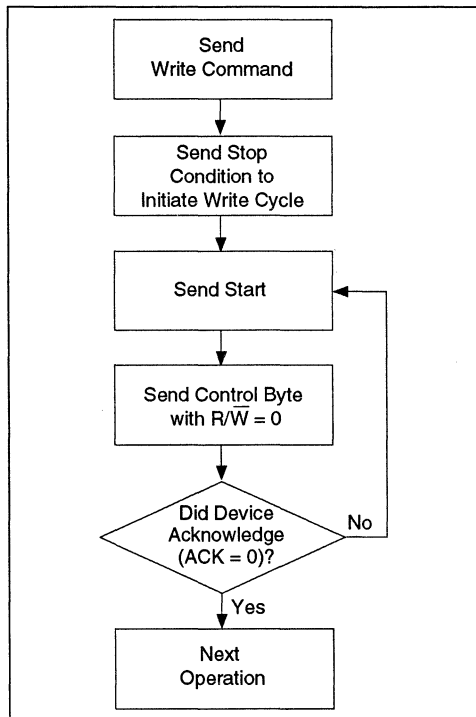 Send
Write Command
Send Stop
Condition to
Initiate Write Cycle
Send Start
Send Control Byte
with R/W̅ = 0
Did Device
Acknowledge
(ACK = 0)?
No
Yes
Next
Operation